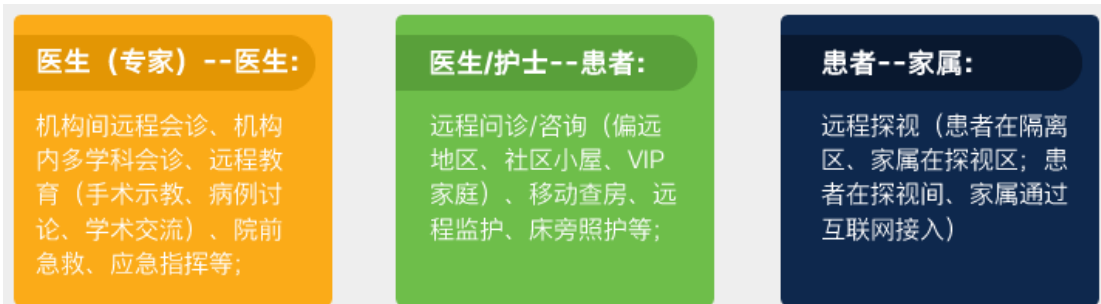 医生（专家）--医生:
机构间远程会诊、机构
内多学科会诊、远程教
育（手术示教、病例讨
论、学术交流）、院前
急救、应急指挥等;
医生/护士--患者:
远程问诊/咨询（偏远
地区、社区小屋、VIP
家庭）、移动查房、远
程监护、床旁照护等;
患者--家属:
远程探视（患者在隔离
区、家属在探视区；患
者在探视间、家属通过
互联网接入）